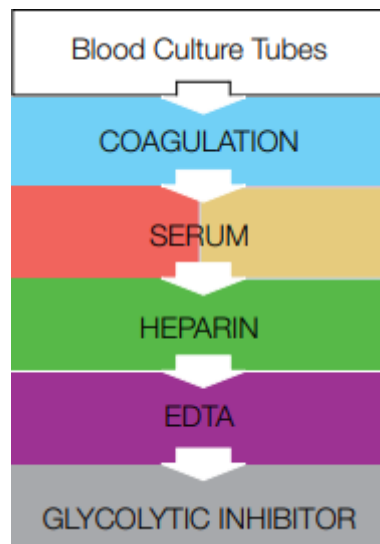 Blood Culture Tubes
COAGULATION
SERUM
HEPARIN
EDTA
GLYCOLYTIC INHIBITOR